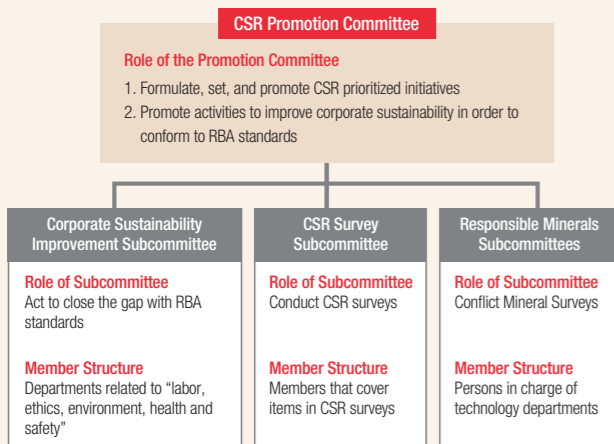 CSR Promotion Committee
Role of the Promotion Committee
1. Formulate, set, and promote CSR prioritized initiatives
2. Promote activities to improve corporate sustainability in order to
conform to RBA standards
Corporate Sustainability
Improvement Subcommittee
Role of Subcommittee
Act to close the gap with RBA
standards
Member Structure
Departments related to “labor,
ethics, environment, health and
safety”
CSR Survey
Subcommittee
Role of Subcommittee
Conduct CSR surveys
Member Structure
Members that cover
items in CSR surveys
Responsible Minerals
Subcommittees
Role of Subcommittee
Conflict Mineral Surveys
Member Structure
Persons in charge of
technology departments